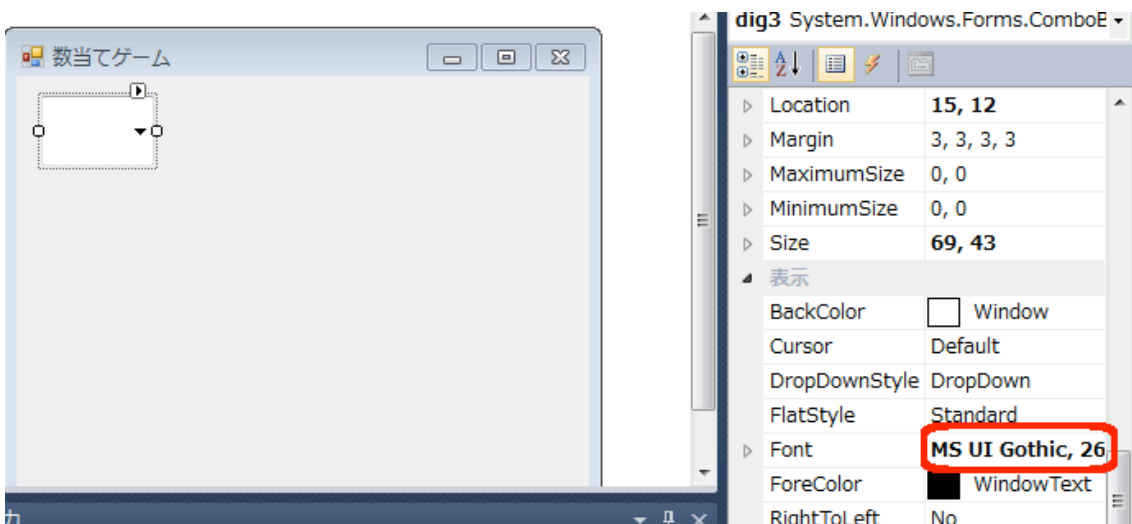 数当てゲーム
dig3 System.Windows.Forms.ComboB
Location 15, 12
Margin 3, 3, 3, 3
MaximumSize 0, 0
MinimumSize 0, 0
Size 69, 43
表示
BackColor Window
Cursor Default
DropDownStyle DropDown
FlatStyle Standard
Font MS UI Gothic, 26
ForeColor WindowText
RightToLeft No
力